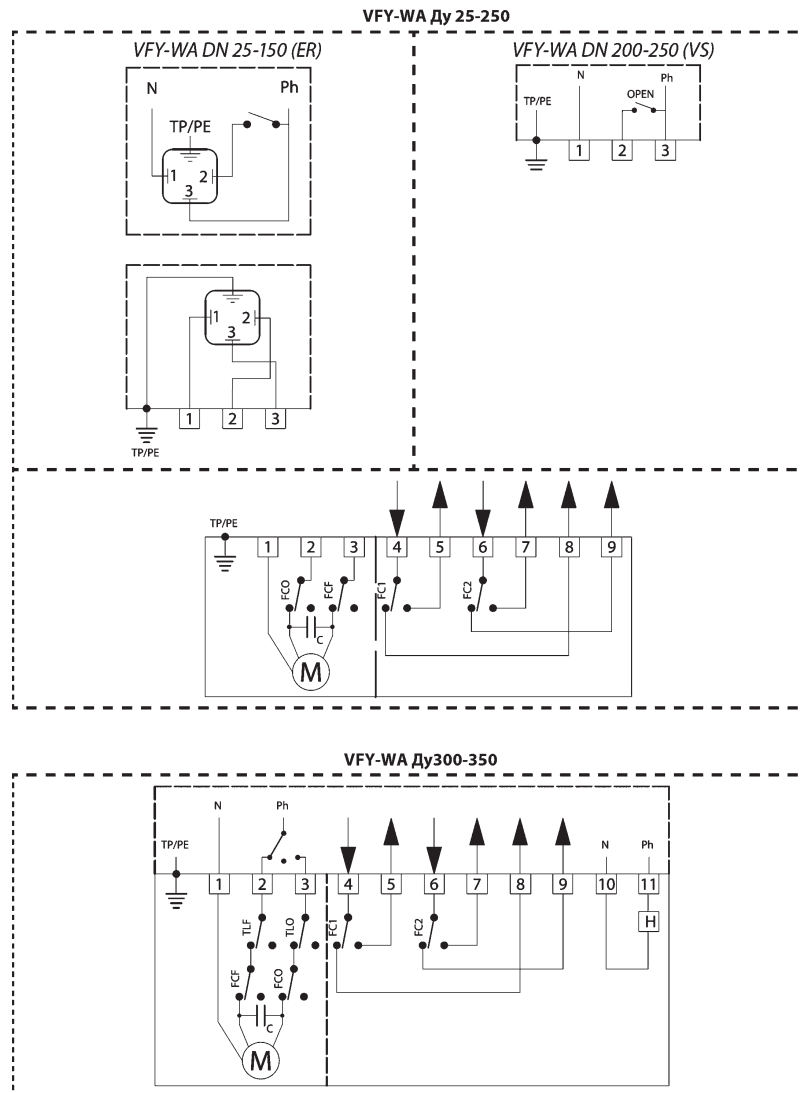 VFY-WA Ду 25-250
VFY-WA DN 25-150 (ER)
VFY-WA DN 200-250 (VS)
N Ph
TP/PE
1 2
3
N Ph
TP/PE OPEN
1 2 3
1 2
3
1 2 3
TP/PE
TP/PE
1 2 3 4 5 6 7 8 9
FCO FCF FC1 FC2
C
M
VFY-WA Ду300-350
N Ph
TP/PE N Ph
1 2 3 4 5 6 7 8 9 10 11
TLF TLO FC1 FC2 H
FCF FCO
C
M